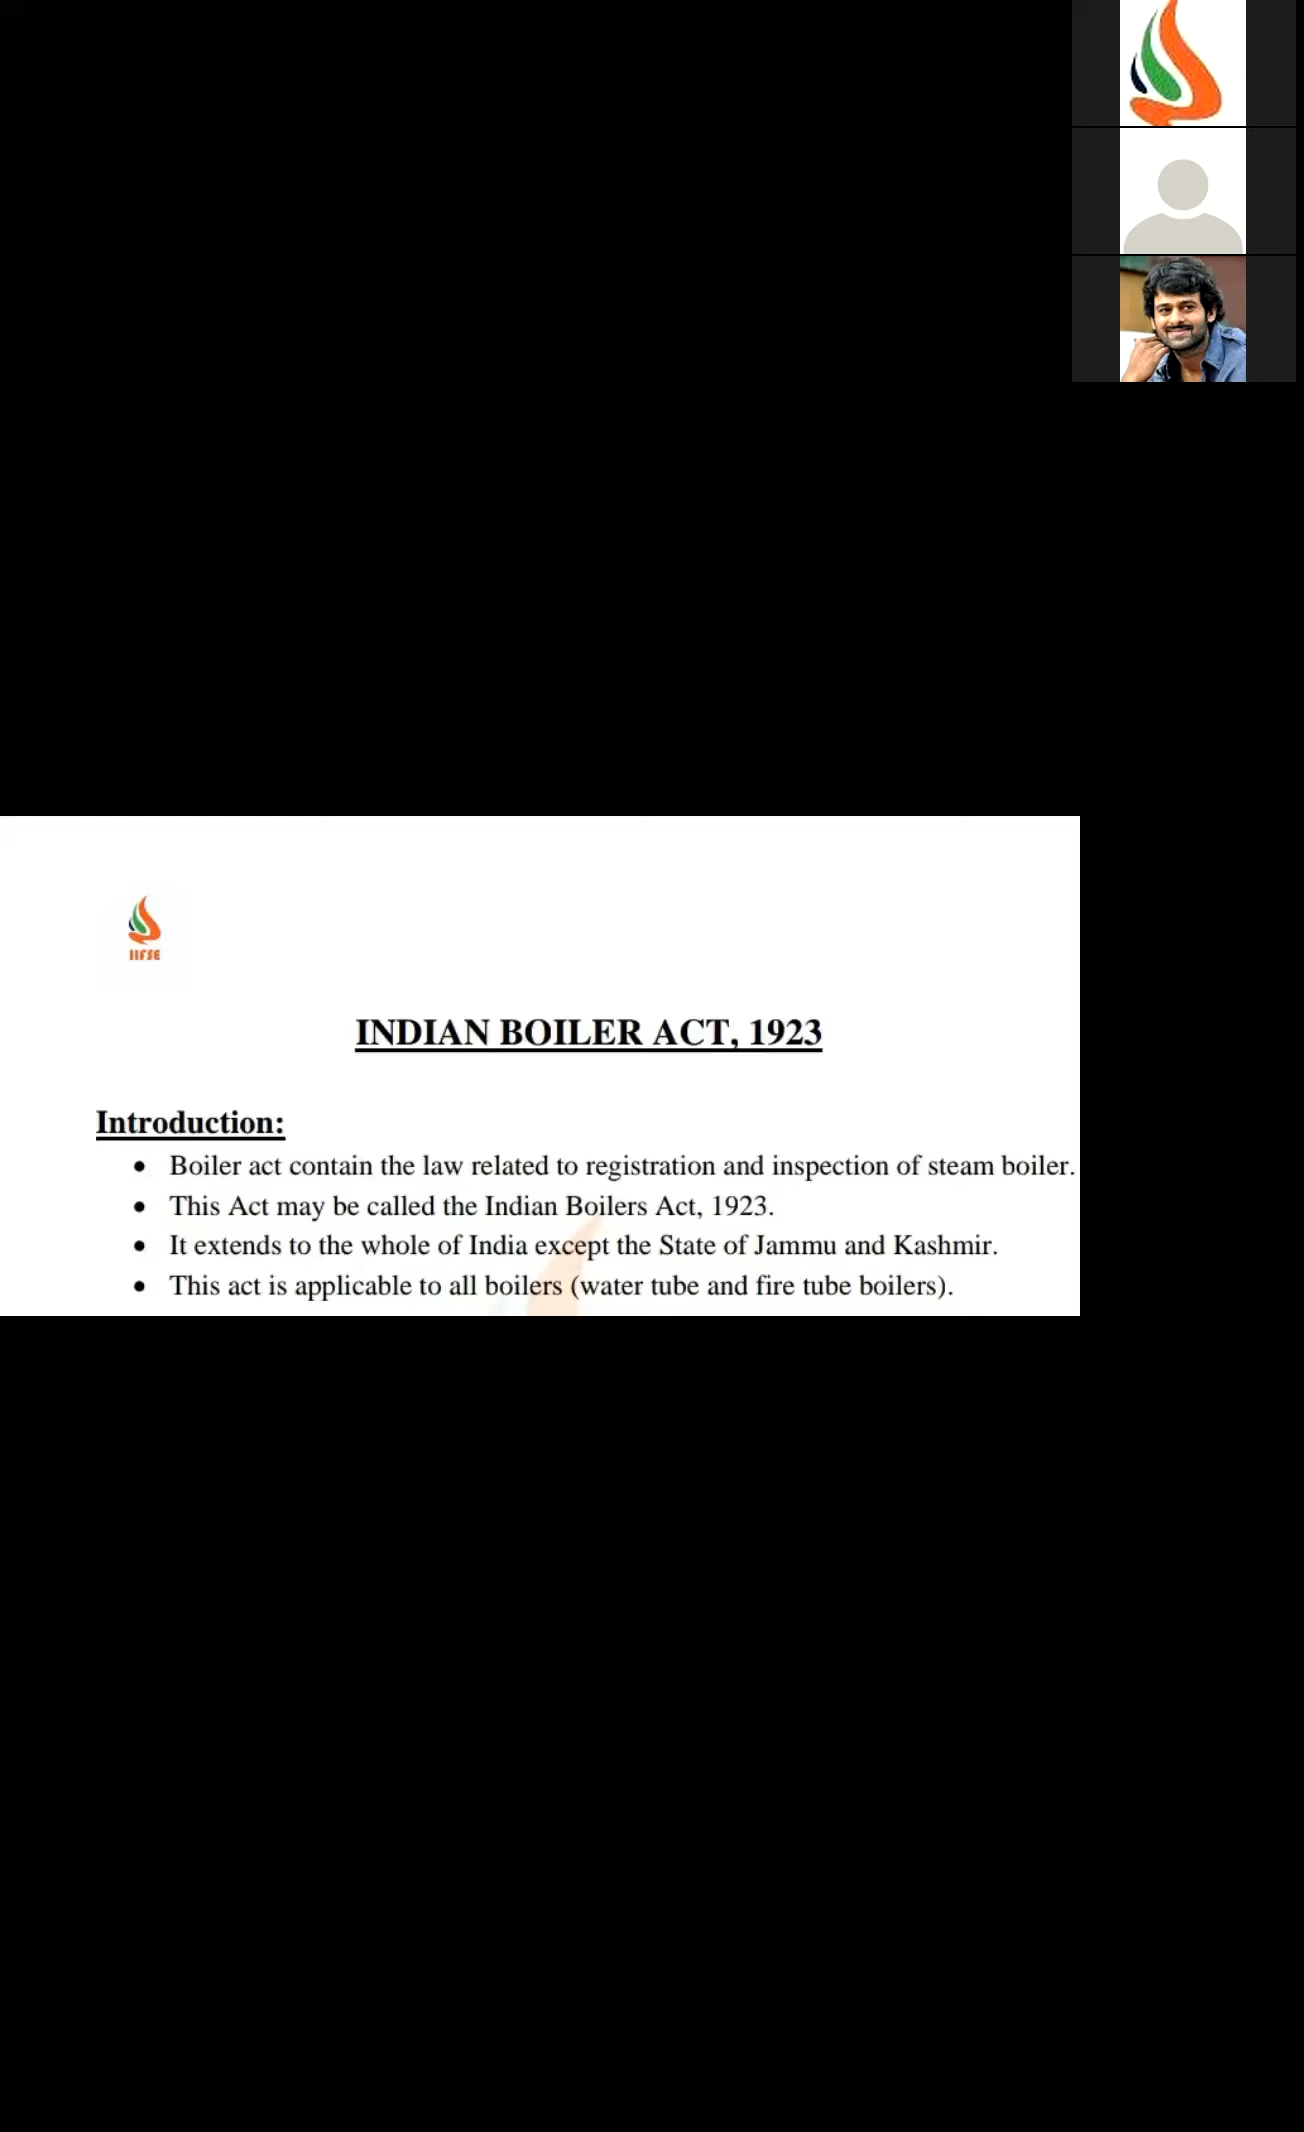 IIFSE
INDIAN BOILER ACT, 1923
Introduction:
• Boiler act contain the law related to registration and inspection of steam boiler.
• This Act may be called the Indian Boilers Act, 1923.
• It extends to the whole of India except the State of Jammu and Kashmir.
• This act is applicable to all boilers (water tube and fire tube boilers).